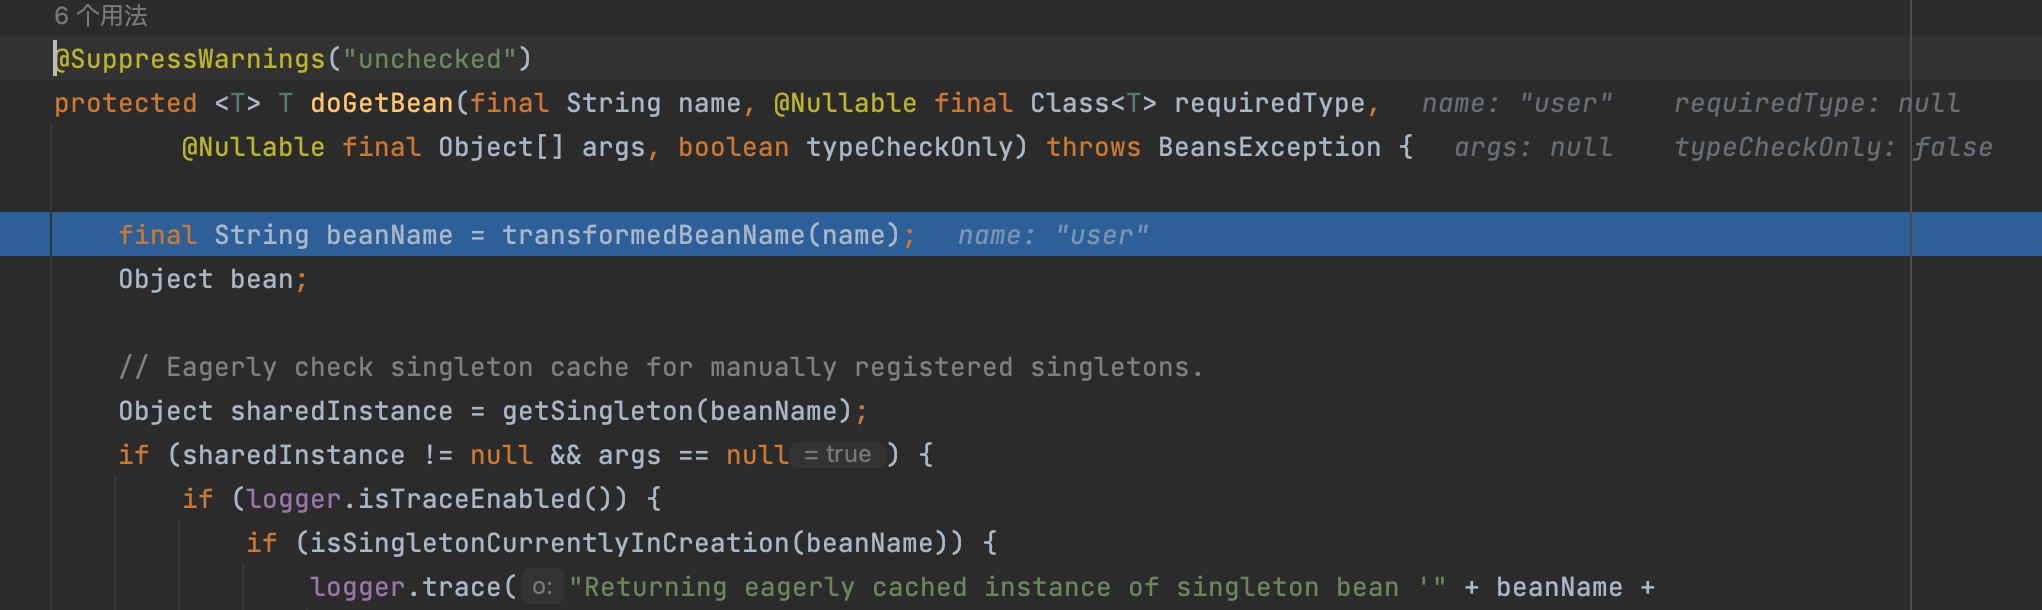 6 个用法
@SuppressWarnings("unchecked")
protected <T> T doGetBean(final String name, @Nullable final Class<T> requiredType,   name: "user"    requiredType: null
        @Nullable final Object[] args, boolean typeCheckOnly) throws BeansException {   args: null    typeCheckOnly: false
    final String beanName = transformedBeanName(name);   name: "user"
    Object bean;
    // Eagerly check singleton cache for manually registered singletons.
    Object sharedInstance = getSingleton(beanName);
    if (sharedInstance != null && args == null = true ) {
        if (logger.isTraceEnabled()) {
            if (isSingletonCurrentlyInCreation(beanName)) {
                logger.trace( o: "Returning eagerly cached instance of singleton bean '" + beanName +